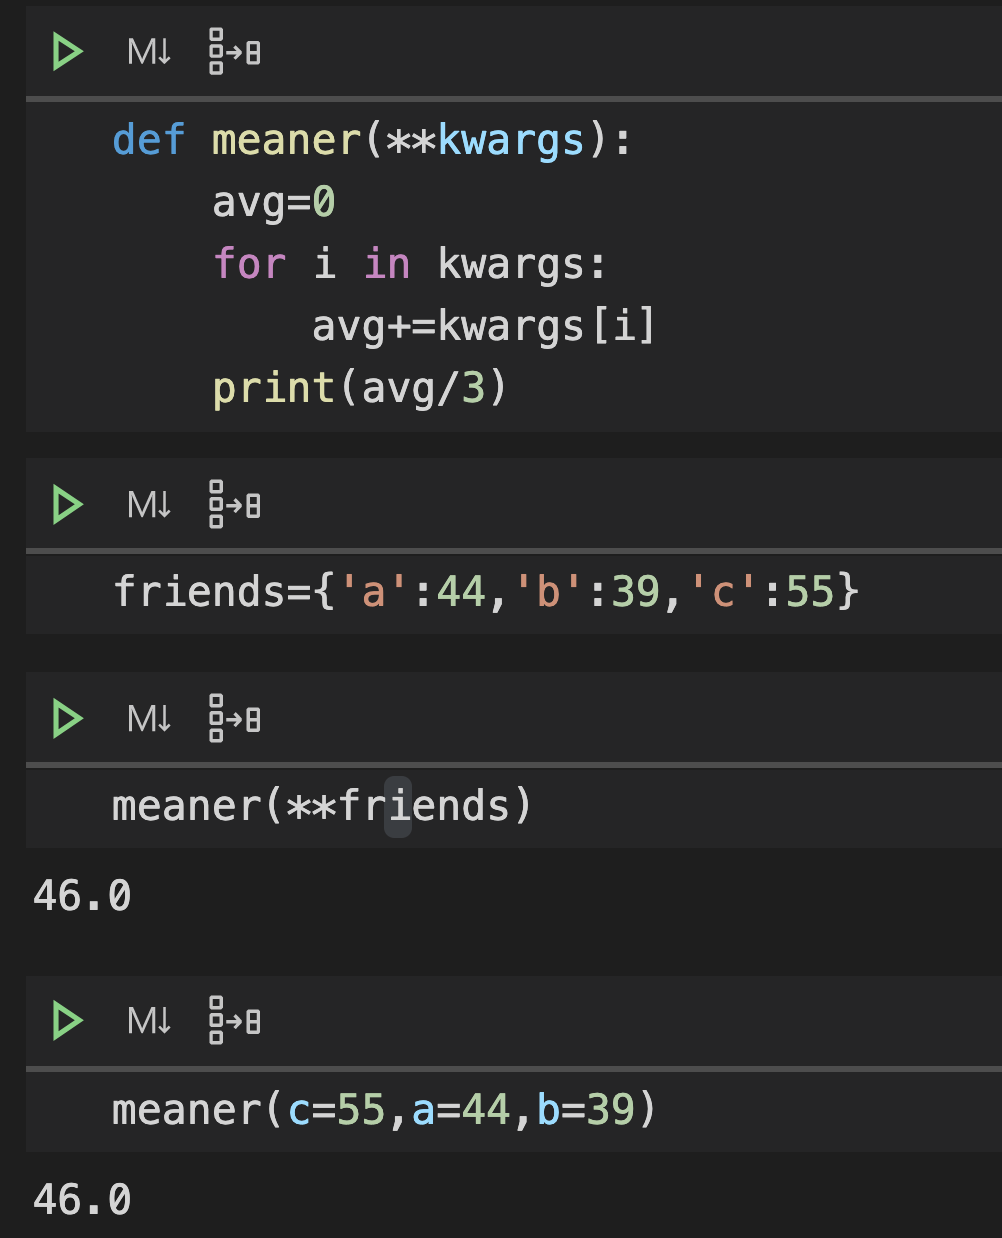 M↓
def meaner(**kwargs):
    avg=0
    for i in kwargs:
        avg+=kwargs[i]
    print(avg/3)
M↓
friends={'a':44,'b':39,'c':55}
M↓
meaner(**friends)
46.0
M↓
meaner(c=55,a=44,b=39)
46.0